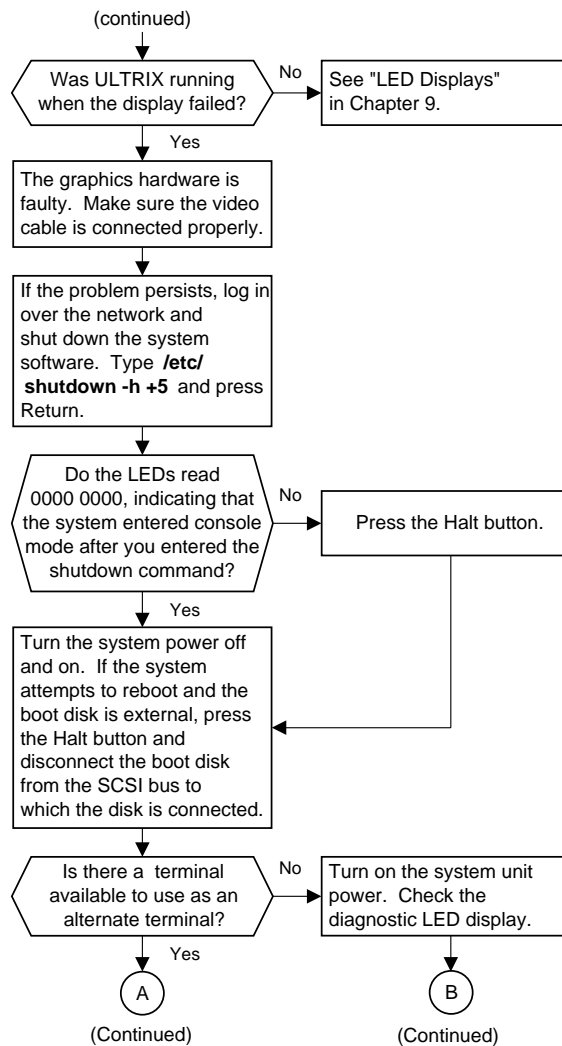 (continued)
Was ULTRIX running
when the display failed?
No
See "LED Displays"
in Chapter 9.
Yes
The graphics hardware is
faulty.  Make sure the video
cable is connected properly.
If the problem persists, log in
over the network and
shut down the system
software.  Type  /etc/
shutdown -h +5  and press
Return.
Do the LEDs read
0000 0000, indicating that
the system entered console
mode after you entered the
shutdown command?
No
Press the Halt button.
Yes
Turn the system power off
and on.  If the system
attempts to reboot and the
boot disk is external, press
the Halt button and
disconnect the boot disk
from the SCSI bus to
which the disk is connected.
Is there a  terminal
available to use as an
alternate terminal?
No
Turn on the system unit
power.  Check the
diagnostic LED display.
Yes
A
B
(Continued)
(Continued)